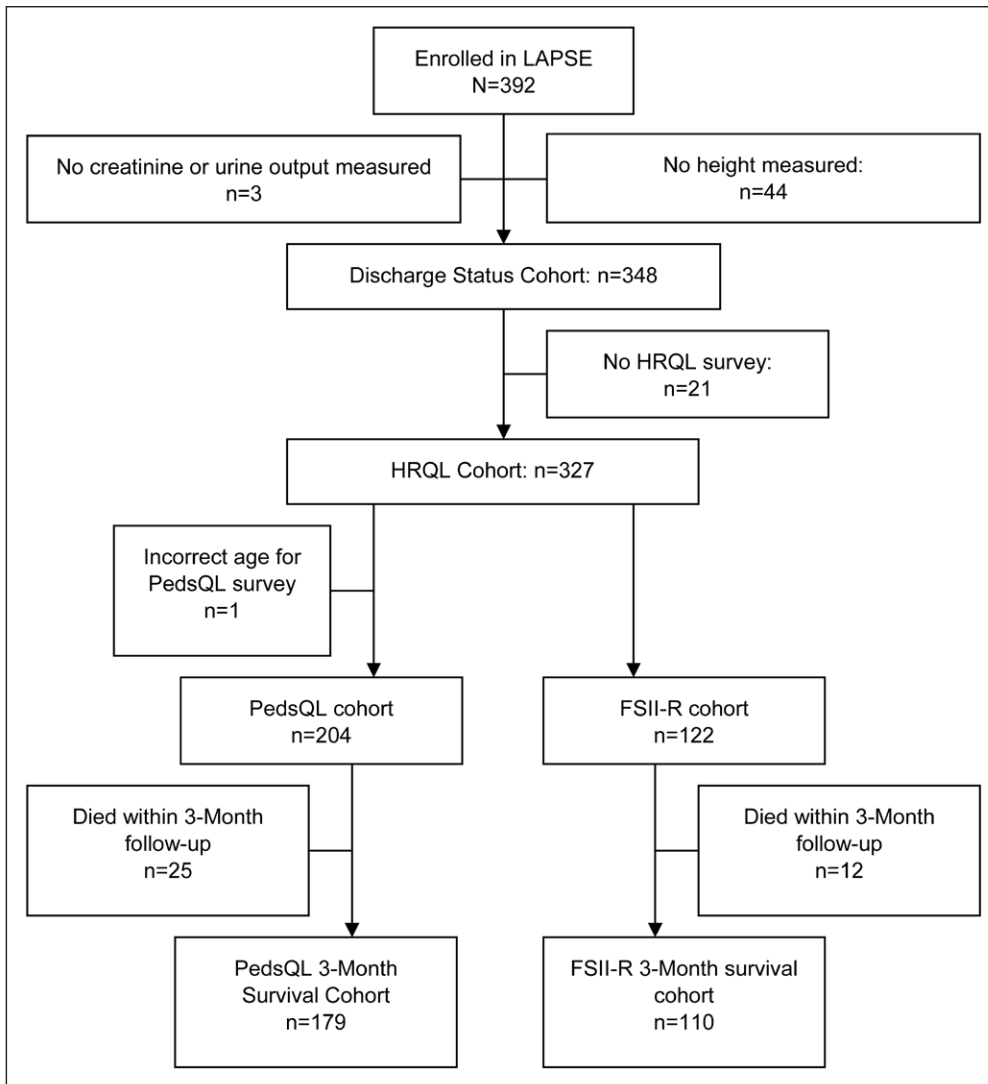 Enrolled in LAPSE
N=392
No creatinine or urine output measured
n=3
No height measured:
n=44
Discharge Status Cohort: n=348
No HRQL survey:
n=21
HRQL Cohort: n=327
Incorrect age for
PedsQL survey
n=1
PedsQL cohort
n=204
FSII-R cohort
n=122
Died within 3-Month
follow-up
n=25
Died within 3-Month
follow-up
n=12
PedsQL 3-Month
Survival Cohort
n=179
FSII-R 3-Month survival
cohort
n=110